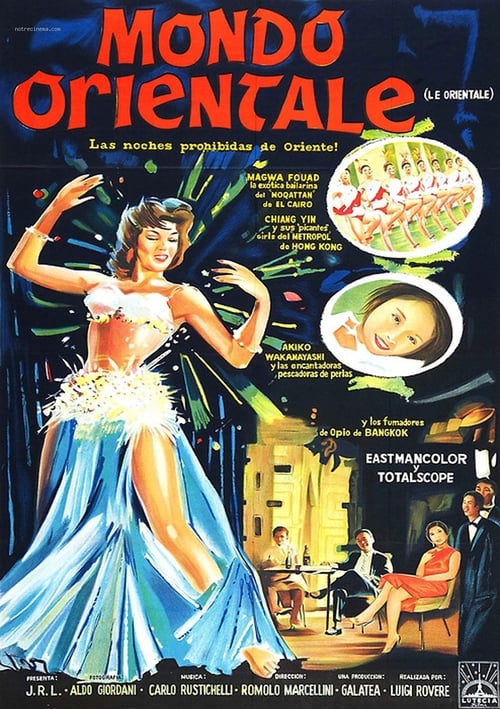 notrecinema.com
MONDO
ORIENTALE
(LE ORIENTALE)
Las noches prohibidas de Oriente!
MAGWA FOUAD
la exótica bailarina
del "NOQATTAN"
de EL CAIRO
CHIANG YIN
y sus "picantes"
girls del METROPOL
de HONG KONG
AKIKO
WAKANAYASHI
y las encantadoras
pescadoras de perlas
y los fumadores
de Opio de BANGKOK
EASTMANCOLOR
y
TOTALSCOPE
PRESENTA: FOTOGRAFIA: MUSICA: DIRECCION: UNA PRODUCCION: REALIZADA POR:
J.R.L. - ALDO GIORDANI - CARLO RUSTICHELLI - ROMOLO MARCELLINI - GALATEA - LUIGI ROVERE
LUTECIA